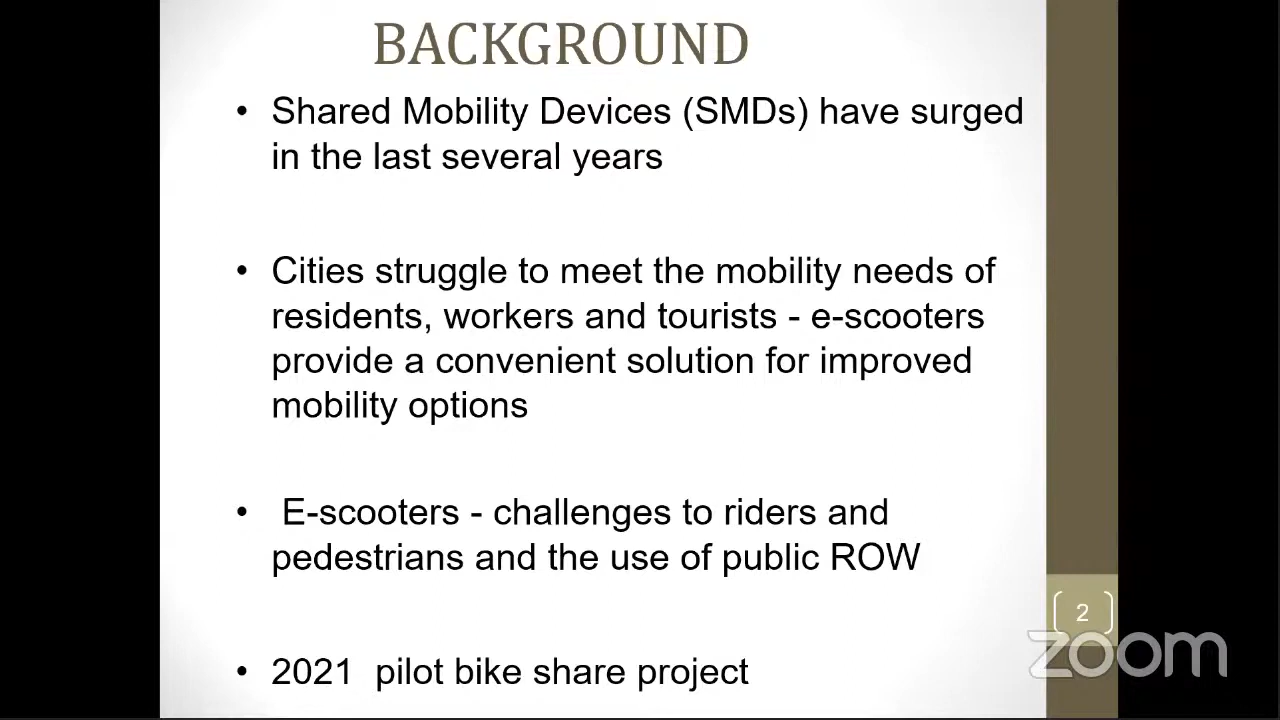 BACKGROUND
• Shared Mobility Devices (SMDs) have surged
in the last several years
• Cities struggle to meet the mobility needs of
residents, workers and tourists - e-scooters
provide a convenient solution for improved
mobility options
• E-scooters - challenges to riders and
pedestrians and the use of public ROW
• 2021 pilot bike share project
2
zoom